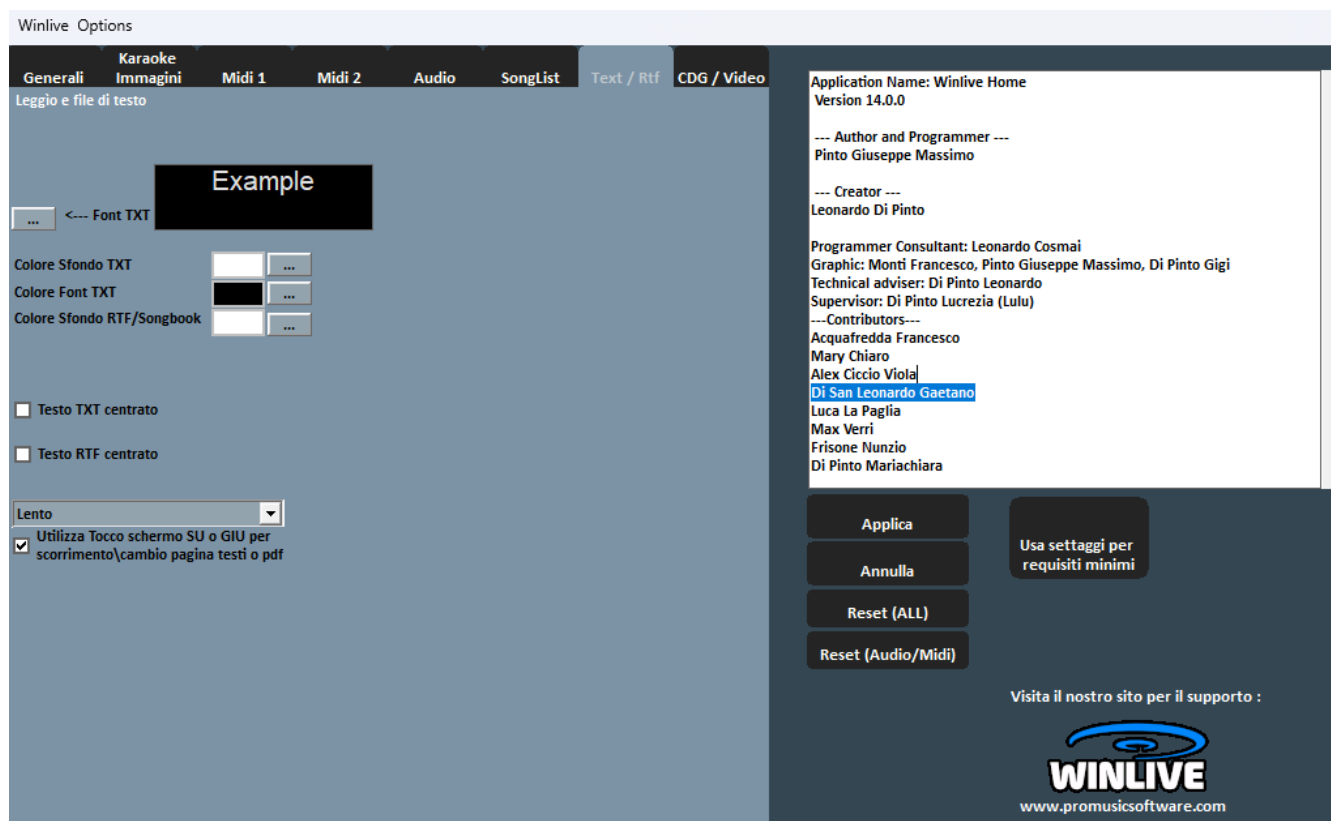 Winlive Options
Generali
Karaoke
Immagini
Midi 1
Midi 2
Audio
SongList
Text / Rtf
CDG / Video
Leggìo e file di testo
Example
...
<--- Font TXT
Colore Sfondo TXT
...
Colore Font TXT
...
Colore Sfondo RTF/Songbook
...
Testo TXT centrato
Testo RTF centrato
Lento
Utilizza Tocco schermo SU o GIU per
scorrimento\cambio pagina testi o pdf
Application Name: Winlive Home
Version 14.0.0
--- Author and Programmer ---
Pinto Giuseppe Massimo
--- Creator ---
Leonardo Di Pinto
Programmer Consultant: Leonardo Cosmai
Graphic: Monti Francesco, Pinto Giuseppe Massimo, Di Pinto Gigi
Technical adviser: Di Pinto Leonardo
Supervisor: Di Pinto Lucrezia (Lulu)
---Contributors---
Acquafredda Francesco
Mary Chiaro
Alex Ciccio Viola
Di San Leonardo Gaetano
Luca La Paglia
Max Verri
Frisone Nunzio
Di Pinto Mariachiara
Applica
Annulla
Reset (ALL)
Reset (Audio/Midi)
Usa settaggi per
requisiti minimi
Visita il nostro sito per il supporto :
WINLIVE
www.promusicsoftware.com